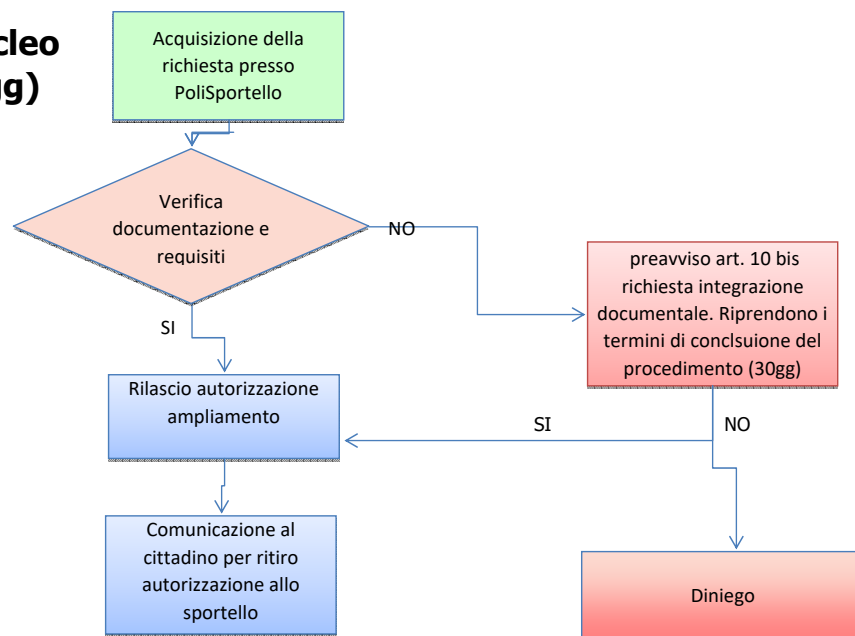 cleo
gg)
Acquisizione della
richiesta presso
PoliSportello
Verifica
documentazione e
requisiti
NO
preavviso art. 10 bis
richiesta integrazione
documentale. Riprendono i
termini di conclsuione del
procedimento (30gg)
SI
Rilascio autorizzazione
ampliamento
SI
NO
Comunicazione al
cittadino per ritiro
autorizzazione allo
sportello
Diniego